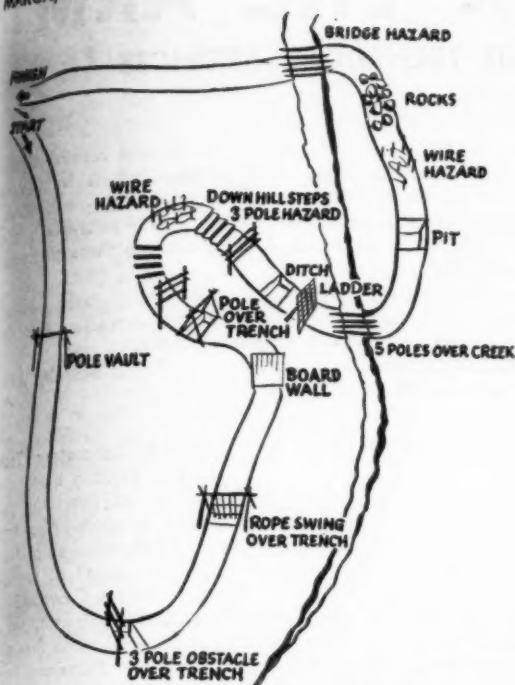 MARCH,
BRIDGE HAZARD
FINISH
ROCKS
START
WIRE
HAZARD
WIRE
HAZARD
DOWN HILL STEPS
3 POLE HAZARD
PIT
DITCH
LADDER
POLE
OVER
TRENCH
POLE VAULT
5 POLES OVER CREEK
BOARD
WALL
ROPE SWING
OVER TRENCH
3 POLE OBSTACLE
OVER TRENCH